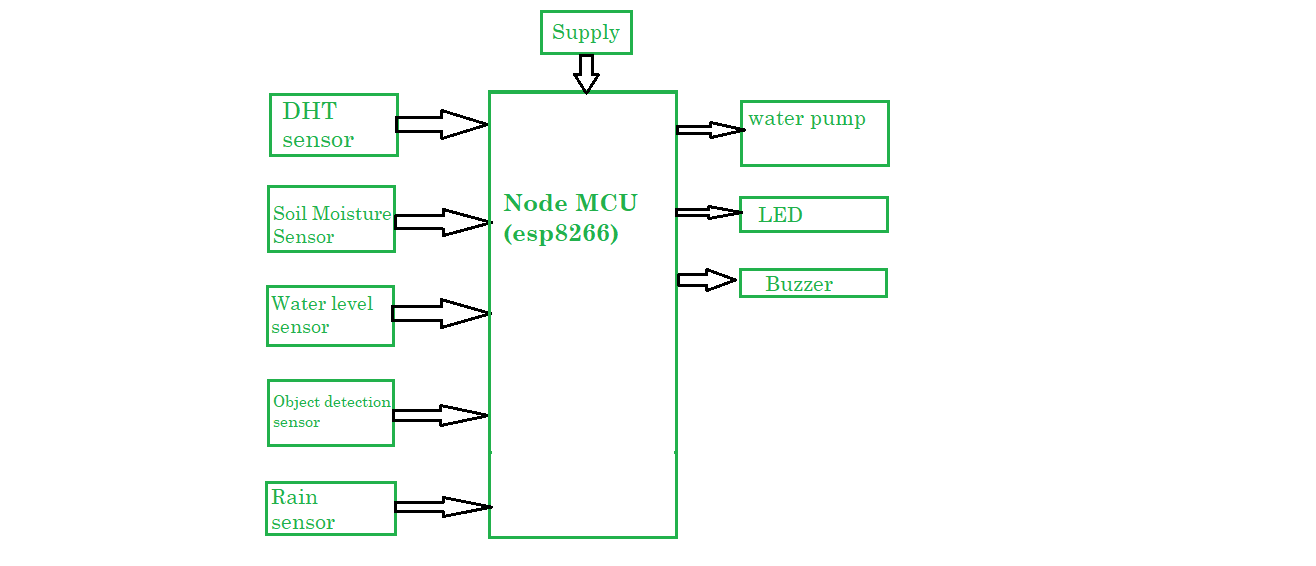 Supply
DHT
sensor
Soil Moisture
Sensor
Water level
sensor
Object detection
sensor
Rain
sensor
Node MCU
(esp8266)
water pump
LED
Buzzer